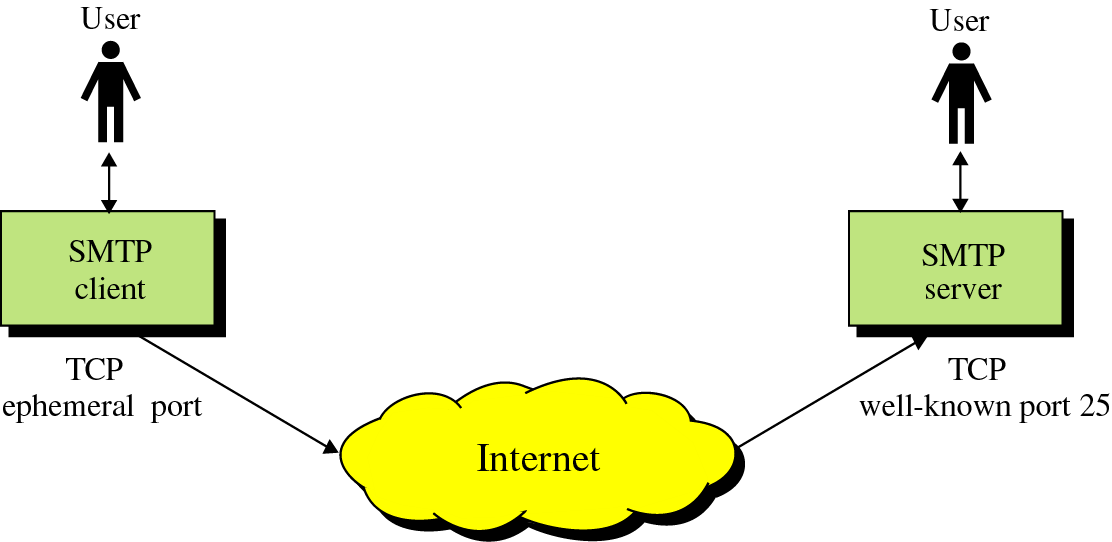 User
User
SMTP
client
SMTP
server
TCP
ephemeral port
TCP
well-known port 25
Internet